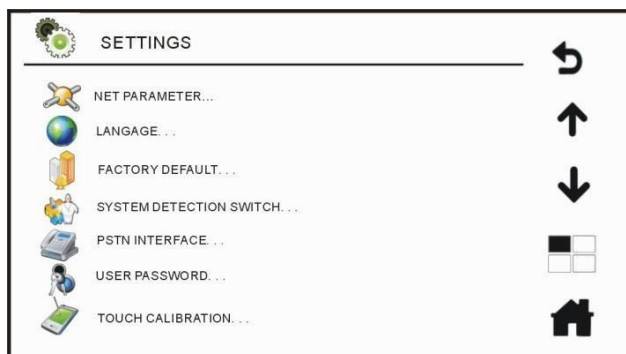 SETTINGS
NET PARAMETER...
LANGAGE. . .
FACTORY DEFAULT. . .
SYSTEM DETECTION SWITCH. . .
PSTN INTERFACE. . .
USER PASSWORD. . .
TOUCH CALIBRATION. . .